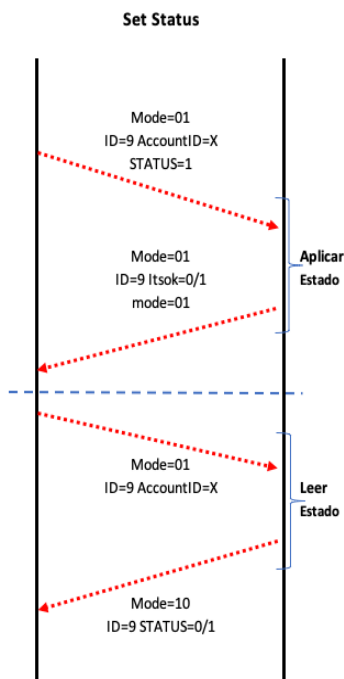 Set Status
Mode=01
ID=9 AccountID=X
STATUS=1
Mode=01
ID=9 Itsok=0/1
mode=01
Aplicar
Estado
Mode=01
ID=9 AccountID=X
Leer
Estado
Mode=10
ID=9 STATUS=0/1